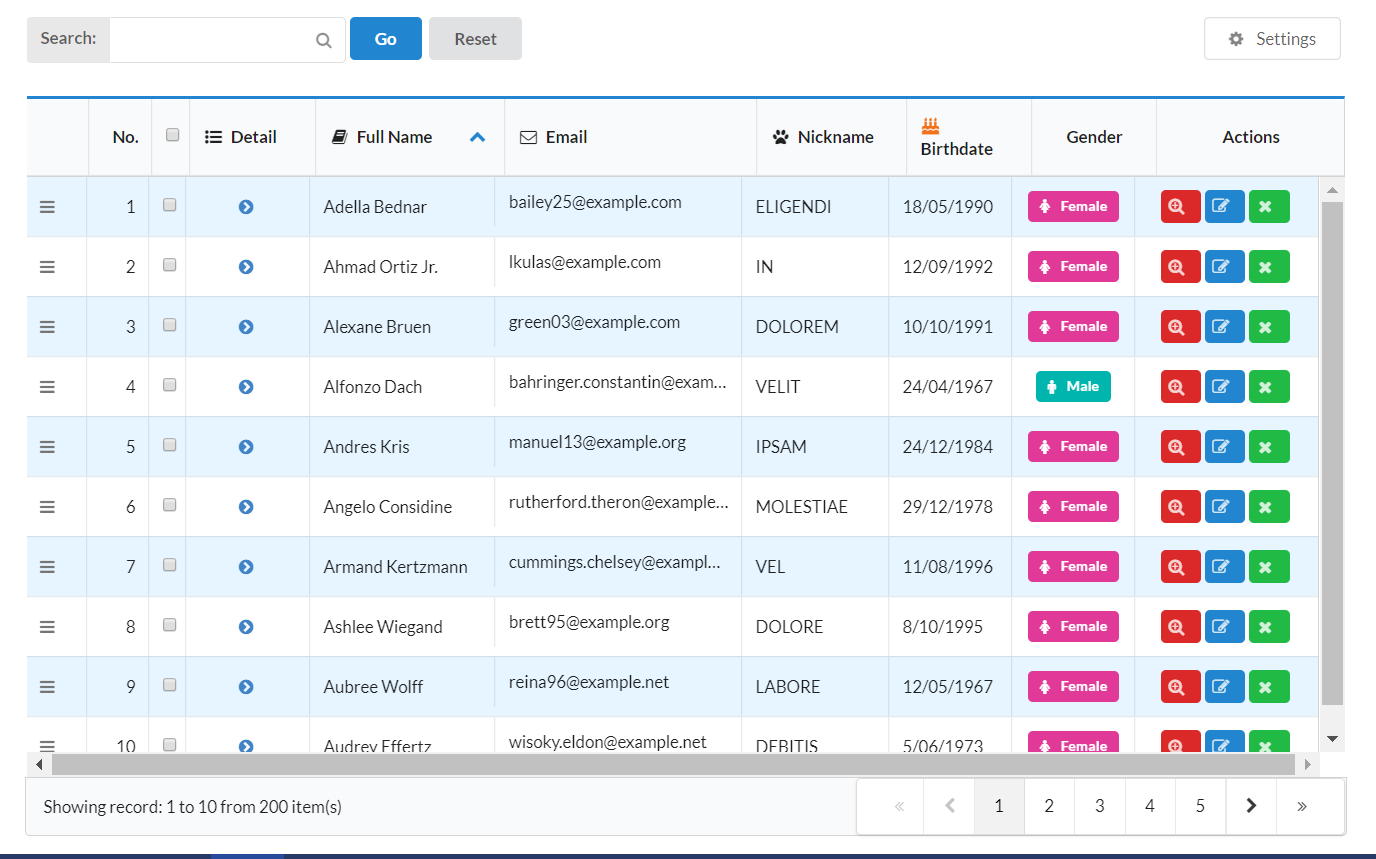 Search: Go Reset Settings
No. Detail Full Name Email Nickname Birthdate Gender Actions
1 Adella Bednar bailey25@example.com ELIGENDI 18/05/1990 Female
2 Ahmad Ortiz Jr. lkulas@example.com IN 12/09/1992 Female
3 Alexane Bruen green03@example.com DOLOREM 10/10/1991 Female
4 Alfonzo Dach bahringer.constantin@exam... VELIT 24/04/1967 Male
5 Andres Kris manuel13@example.org IPSAM 24/12/1984 Female
6 Angelo Considine rutherford.theron@example... MOLESTIAE 29/12/1978 Female
7 Armand Kertzmann cummings.chelsey@exampl... VEL 11/08/1996 Female
8 Ashlee Wiegand brett95@example.org DOLORE 8/10/1995 Female
9 Aubree Wolff reina96@example.net LABORE 12/05/1967 Female
10 Audrey Effertz wisoky.eldon@example.net DEBITIS 5/06/1973 Female
Showing record: 1 to 10 from 200 item(s) « 1 2 3 4 5 »